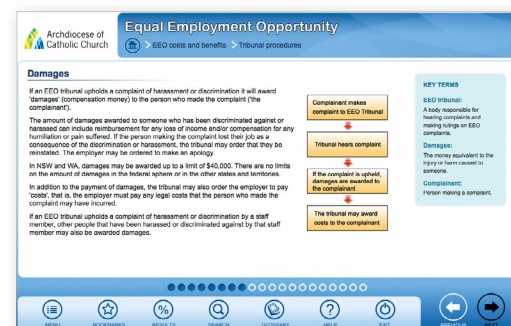 Archdiocese of
Catholic Church
Equal Employment Opportunity
EEO costs and benefits
Tribunal procedures
Damages
If an EEO tribunal upholds a complaint of harassment or discrimination it will award
'damages' (compensation money) to the person who made the complaint ('the
complainant').
The amount of damages awarded to someone who has been discriminated against or
harassed can include reimbursement for any loss of income and/or compensation for any
humiliation or pain suffered. If the person making the complaint lost their job as a
consequence of the discrimination or harassment, the tribunal may order that they be
reinstated. The employer may be ordered to make an apology.
In NSW and WA, damages may be awarded up to a limit of $40,000. There are no limits
on the amount of damages in the federal sphere or in the other states and territories.
In addition to the payment of damages, the tribunal may also order the employer to pay
'costs', that is, the employer must pay any legal costs that the person who made the
complaint may have incurred.
If an EEO tribunal upholds a complaint of harassment or discrimination by a staff
member, other people that have been harassed or discriminated against by that staff
member may also be awarded damages.
Complainant makes
complaint to EEO Tribunal
Tribunal hears complaint
If the complaint is upheld,
damages are awarded to
the complainant
The tribunal may award
costs to the complainant
KEY TERMS
EEO tribunal:
A body responsible for
hearing complaints and
making rulings on EEO
complains.
Damages:
The money equivalent to the
injury or harm caused to
someone.
Complainant:
Person making a complaint.
MENU
BOOKMARKS
RESULTS
SEARCH
GLOSSARY
HELP
EXIT
PREVIOUS
NEXT